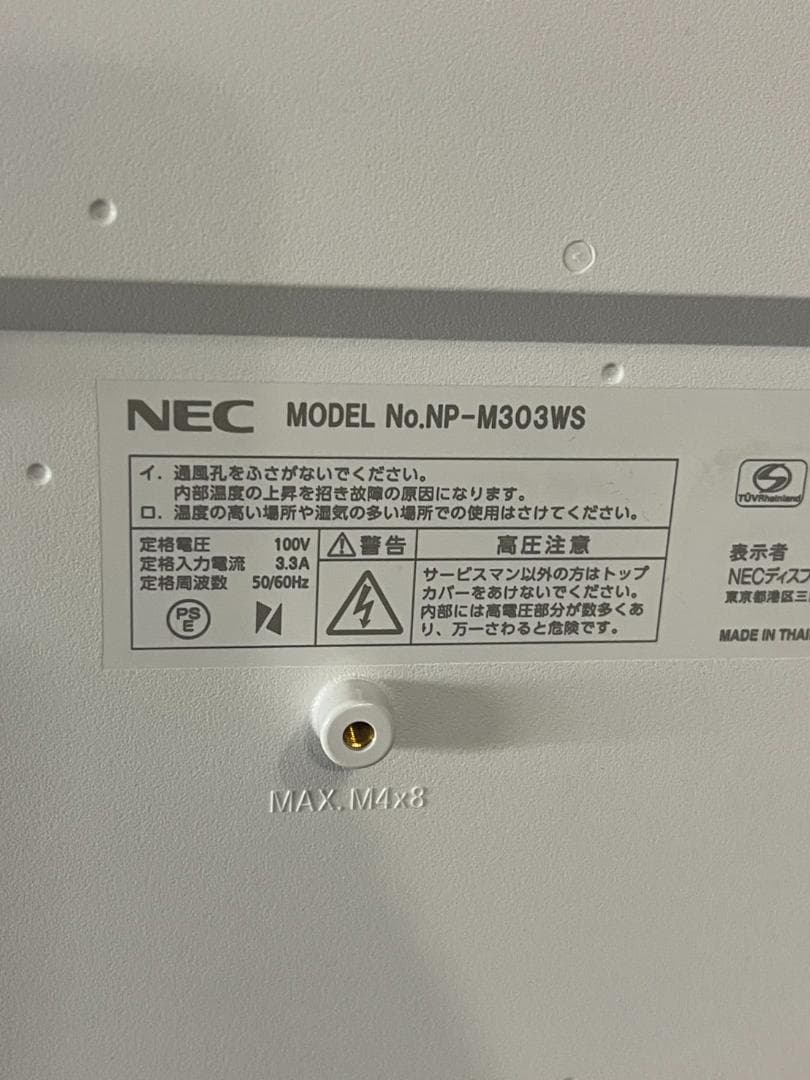 NEC MODEL No.NP-M303WS
イ. 通風孔をふさがないでください。
内部温度の上昇を招き故障の原因になります。
ロ. 温度の高い場所や湿気の多い場所での使用はさけてください。
定格電圧 100V
定格入力電流 3.3A
定格周波数 50/60Hz
PS
E
警告
高圧注意
サービスマン以外の方はトップ
カバーをあけないでください。
内部には高電圧部分が数多くあ
り、万一さわると危険です。
TÜVRheinland
表示者
NECディスプ
東京都港区三
MADE IN THAI
MAX. M4x8